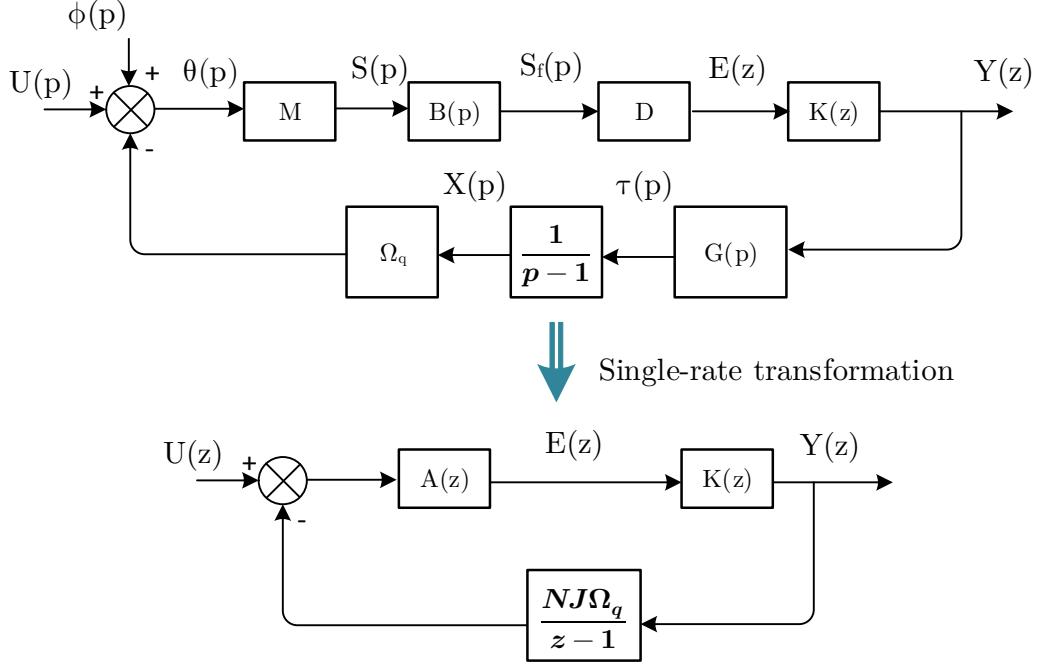 ϕ(p)
U(p)
+
+
-
θ(p)
M
S(p)
B(p)
S_f(p)
D
E(z)
K(z)
Y(z)
Ω_q
X(p)
1
p − 1
τ(p)
G(p)
Single-rate transformation
U(z)
+
-
A(z)
E(z)
K(z)
Y(z)
NJΩ_q
z − 1